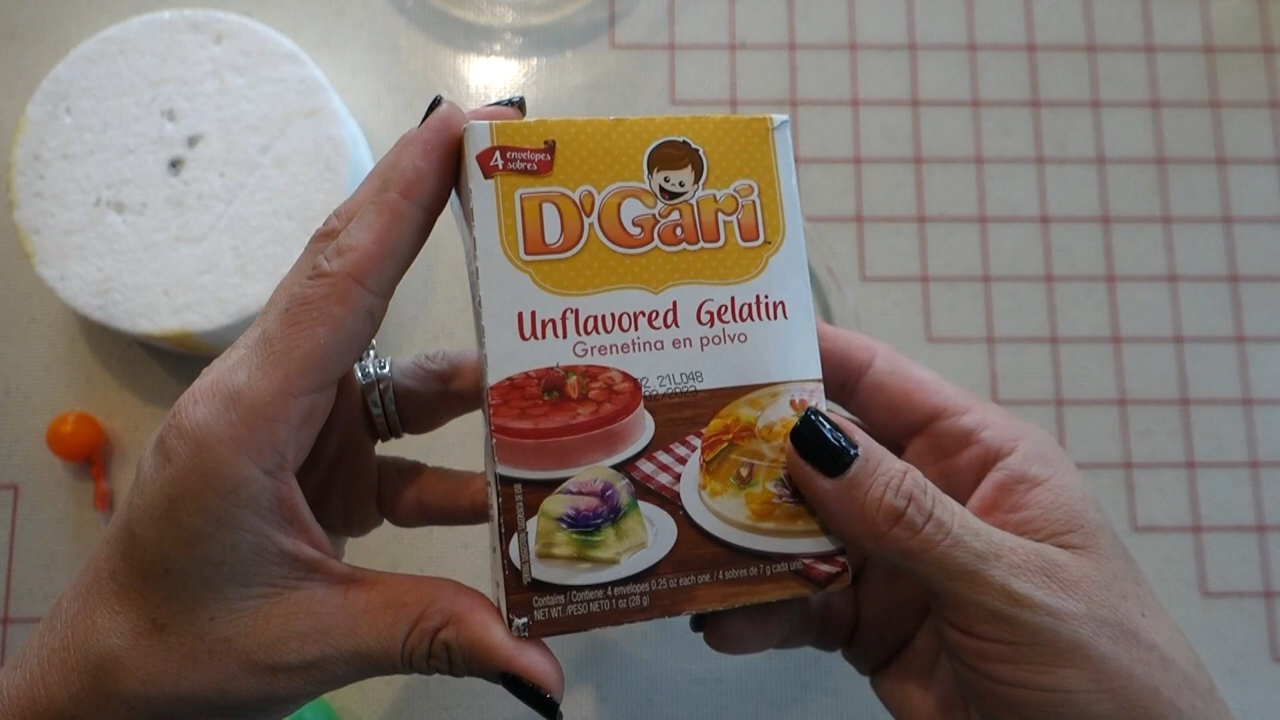 4 envelopes
sobres
D'Gari
Unflavored Gelatin
Grenetina en polvo
21L048
Contains / Contiene: 4 envelopes 0.25 oz each one. / 4 sobres de 7 g cada uno.
NET WT. /PESO NETO 1 oz (28 g)